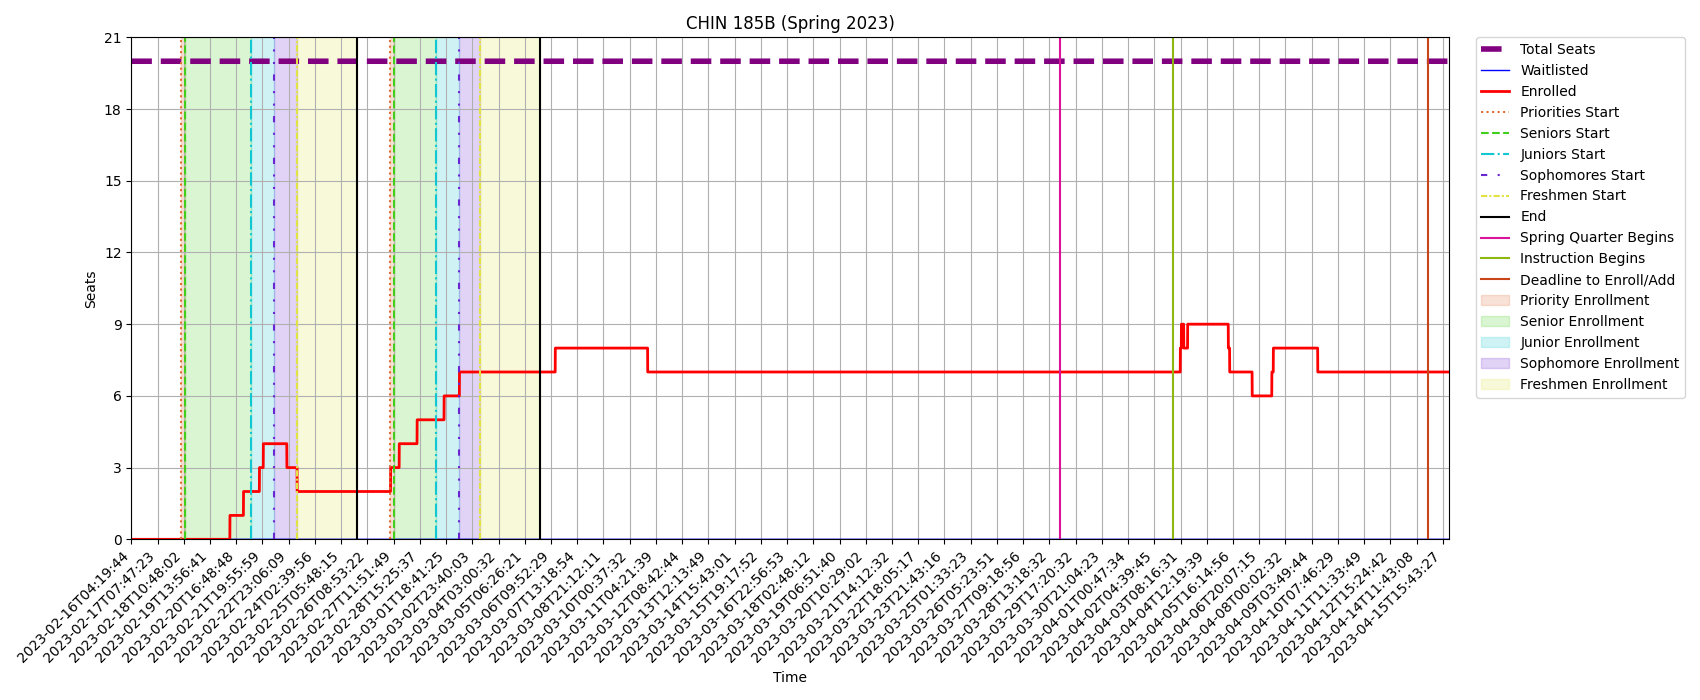 CHIN 185B (Spring 2023)
21
18
15
12
9
6
3
0
Seats
2023-02-16T04:19:44
2023-02-17T07:47:23
2023-02-18T10:48:02
2023-02-19T13:56:41
2023-02-20T16:48:48
2023-02-21T19:55:59
2023-02-22T23:06:09
2023-02-24T02:39:56
2023-02-25T05:48:15
2023-02-26T08:53:22
2023-02-27T11:51:49
2023-02-28T15:25:37
2023-03-01T18:41:25
2023-03-02T23:40:03
2023-03-04T03:00:32
2023-03-05T06:26:21
2023-03-06T09:52:29
2023-03-07T13:18:54
2023-03-08T21:12:11
2023-03-10T00:37:32
2023-03-11T04:21:39
2023-03-12T08:42:44
2023-03-13T12:13:49
2023-03-14T15:43:01
2023-03-15T19:17:52
2023-03-16T22:56:53
2023-03-18T02:48:12
2023-03-19T06:51:40
2023-03-20T10:29:02
2023-03-21T14:12:32
2023-03-22T18:05:17
2023-03-23T21:43:16
2023-03-25T01:33:23
2023-03-26T05:23:51
2023-03-27T09:18:56
2023-03-28T13:18:32
2023-03-29T17:20:32
2023-03-30T21:04:23
2023-04-01T00:47:34
2023-04-02T04:39:45
2023-04-03T08:16:31
2023-04-04T12:19:39
2023-04-05T16:14:56
2023-04-06T20:07:15
2023-04-08T00:02:32
2023-04-09T03:49:44
2023-04-10T07:46:29
2023-04-11T11:33:49
2023-04-12T15:24:42
2023-04-14T11:43:08
2023-04-15T15:43:27
Time
Total Seats
Waitlisted
Enrolled
Priorities Start
Seniors Start
Juniors Start
Sophomores Start
Freshmen Start
End
Spring Quarter Begins
Instruction Begins
Deadline to Enroll/Add
Priority Enrollment
Senior Enrollment
Junior Enrollment
Sophomore Enrollment
Freshmen Enrollment